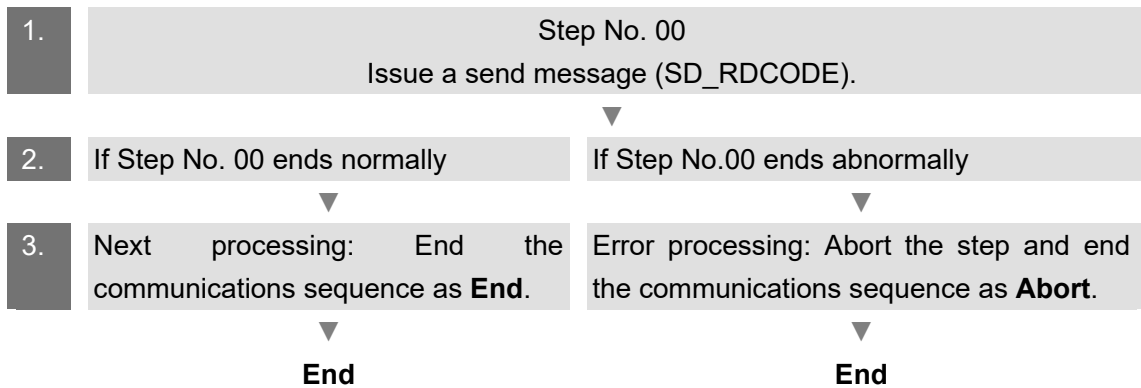 1.
Step No. 00
Issue a send message (SD_RDCODE).
▼
2.
If Step No. 00 ends normally
If Step No.00 ends abnormally
▼ ▼
3.
Next processing: End the
communications sequence as End.
Error processing: Abort the step and end
the communications sequence as Abort.
▼ ▼
End
End